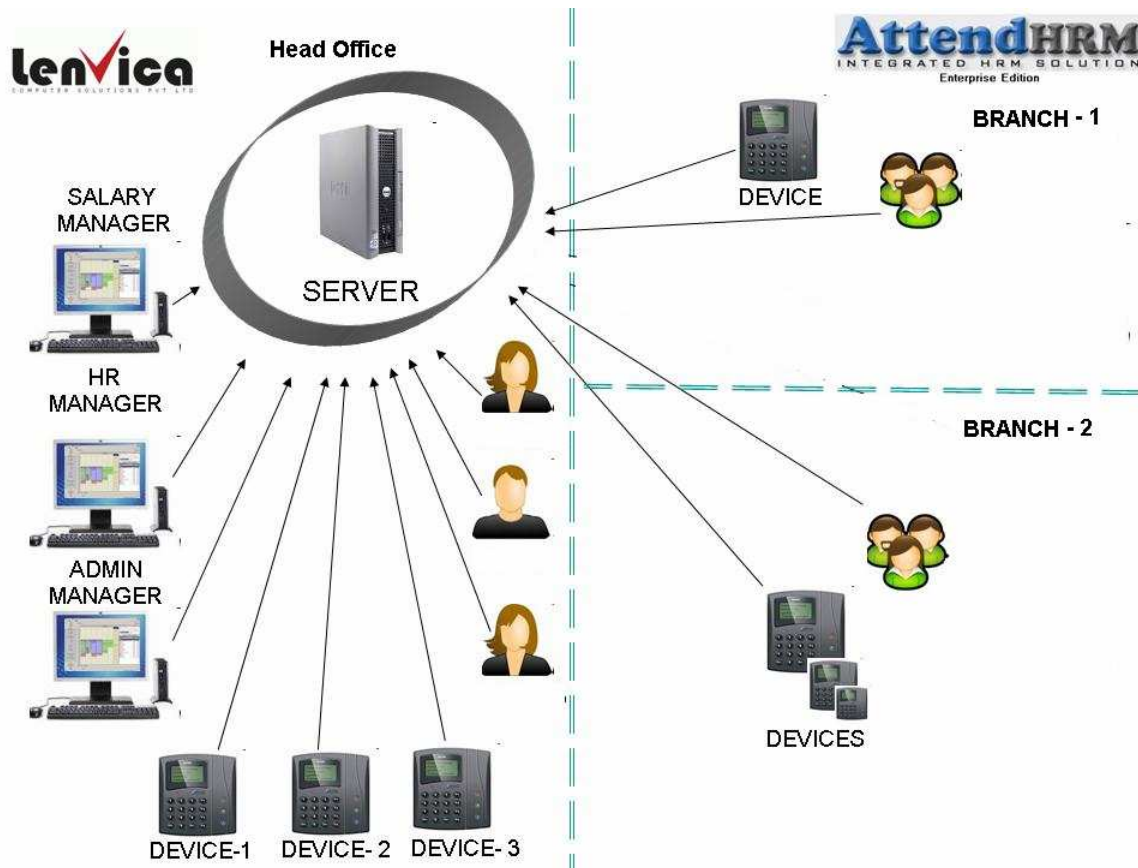 Lenvica
COMPUTER SOLUTIONS PVT LTD
Head Office
AttendHRM
INTEGRATED HRM SOLUTION
Enterprise Edition
BRANCH - 1
DEVICE
SALARY
MANAGER
SERVER
HR
MANAGER
BRANCH - 2
ADMIN
MANAGER
DEVICES
DEVICE-1
DEVICE- 2
DEVICE- 3